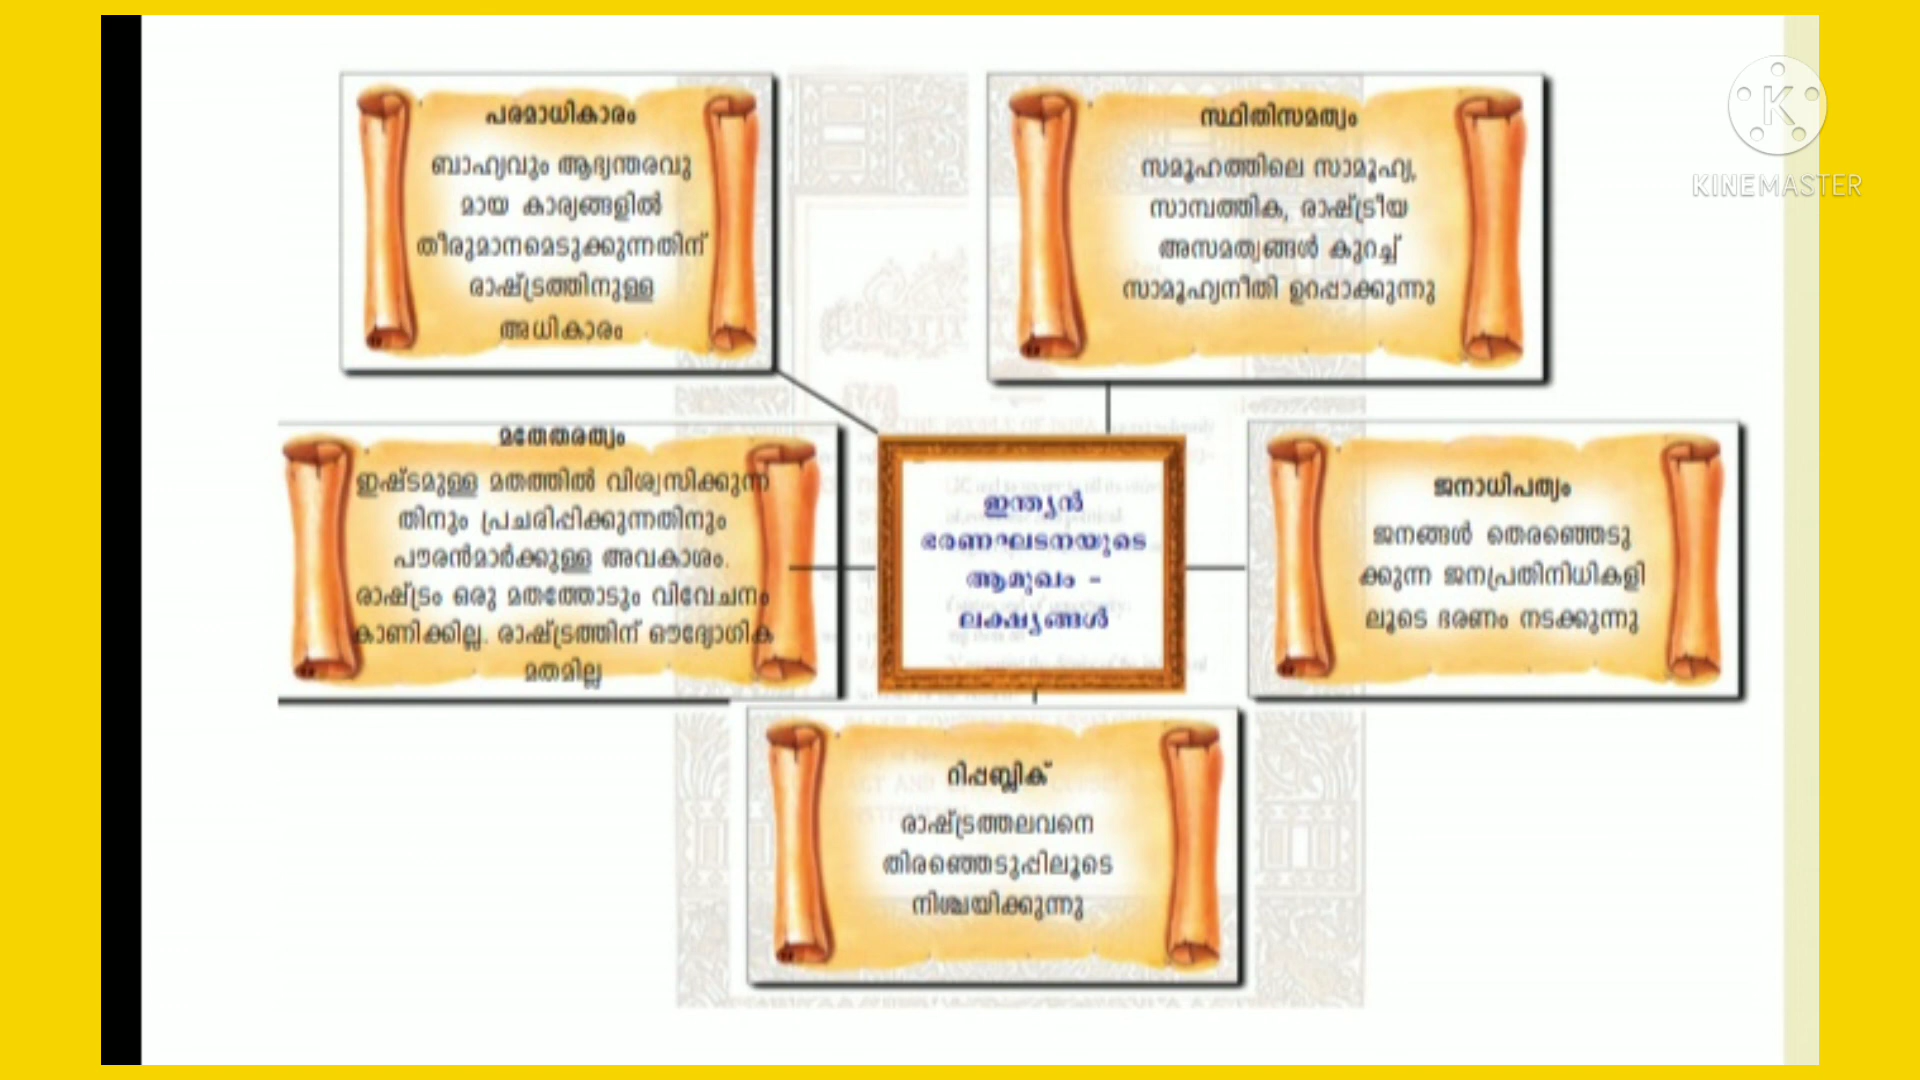 പരമാധികാരം
ബാഹ്യവും ആഭ്യന്തരവു
മായ കാര്യങ്ങളിൽ
തീരുമാനമെടുക്കുന്നതിന്
രാഷ്ട്രത്തിനുള്ള
അധികാരം
സ്ഥിതിസമത്വം
സമൂഹത്തിലെ സാമൂഹ്യ,
സാമ്പത്തിക, രാഷ്ട്രീയ
അസമത്വങ്ങൾ കുറച്ച്
സാമൂഹ്യനീതി ഉറപ്പാക്കുന്നു
KINEMASTER
മതേതരത്വം
ഇഷ്ടമുള്ള മതത്തിൽ വിശ്വസിക്കുന്ന
തിനും പ്രചരിപ്പിക്കുന്നതിനും
പൗരൻമാർക്കുള്ള അവകാശം.
രാഷ്ട്രം ഒരു മതത്തോടും വിവേചനം
കാണിക്കില്ല. രാഷ്ട്രത്തിന് ഔദ്യോഗിക
മതമില്ല
ഇന്ത്യൻ
ഭരണഘടനയുടെ
ആമുഖം -
ലക്ഷ്യങ്ങൾ
ജനാധിപത്യം
ജനങ്ങൾ തെരഞ്ഞെടു
ക്കുന്ന ജനപ്രതിനിധികളി
ലൂടെ ഭരണം നടക്കുന്നു
റിപ്പബ്ലിക്
രാഷ്ട്രത്തലവനെ
തിരഞ്ഞെടുപ്പിലൂടെ
നിശ്ചയിക്കുന്നു